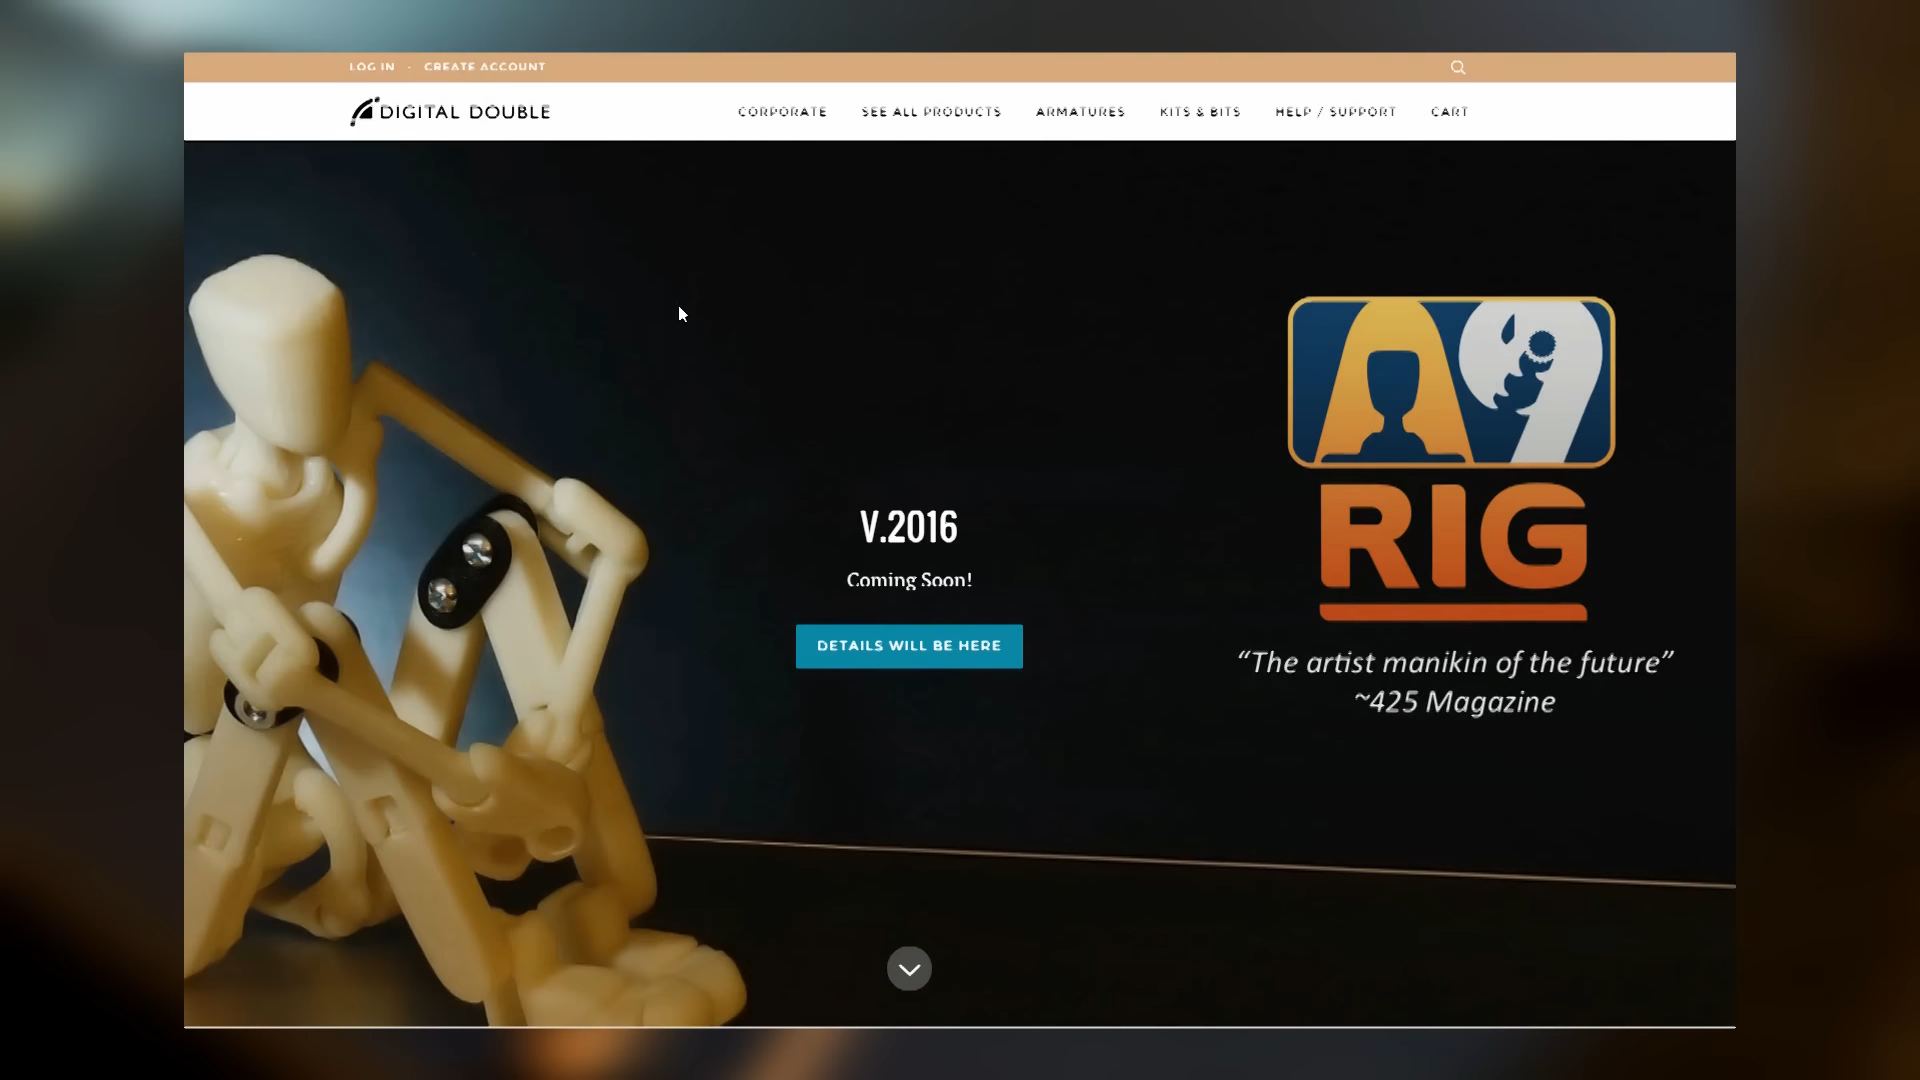 LOG IN · CREATE ACCOUNT
DIGITAL DOUBLE
CORPORATE SEE ALL PRODUCTS ARMATURES KITS & BITS HELP / SUPPORT CART
A9
RIG
V.2016
Coming Soon!
DETAILS WILL BE HERE
“The artist manikin of the future”
~425 Magazine